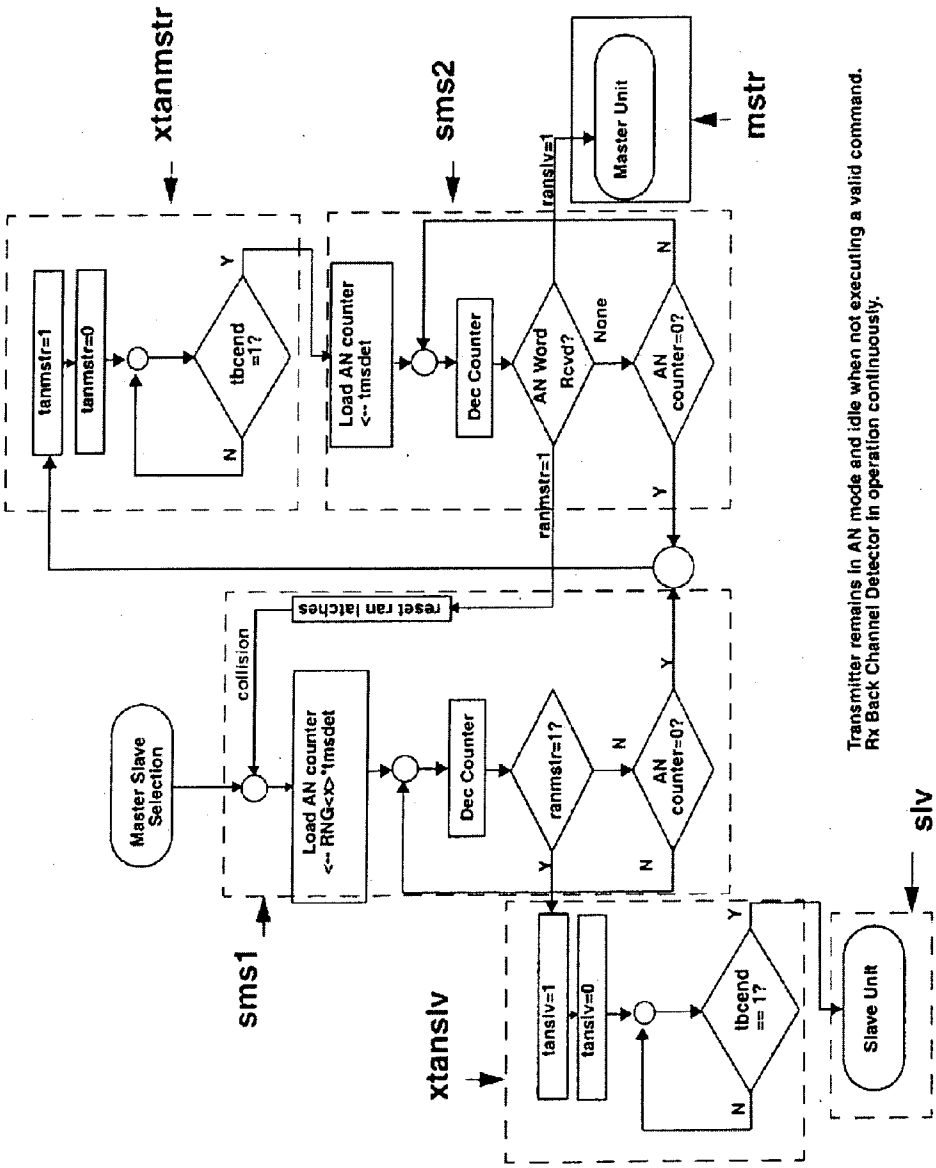 xtanmstr
tanmstr=1
tanmstr=0
tbcend
=1?
Y
N
sms2
Load AN counter
<-- tmsdet
Dec Counter
AN Word
Rcvd?
None
AN
counter=0?
Y
N
ranslv=1
ranmstr=1
Master Unit
mstr
Master Slave
Selection
collision
reset ran latches
sms1
Load AN counter
<-- RNG<x>*tmsdet
Dec Counter
ranmstr=1?
Y
N
AN
counter=0?
Y
N
xtanslv
tanslv=1
tanslv=0
tbcend
== 1?
Y
N
Slave Unit
slv
Transmitter remains in AN mode and idle when not executing a valid command.
Rx Back Channel Detector in operation continuously.